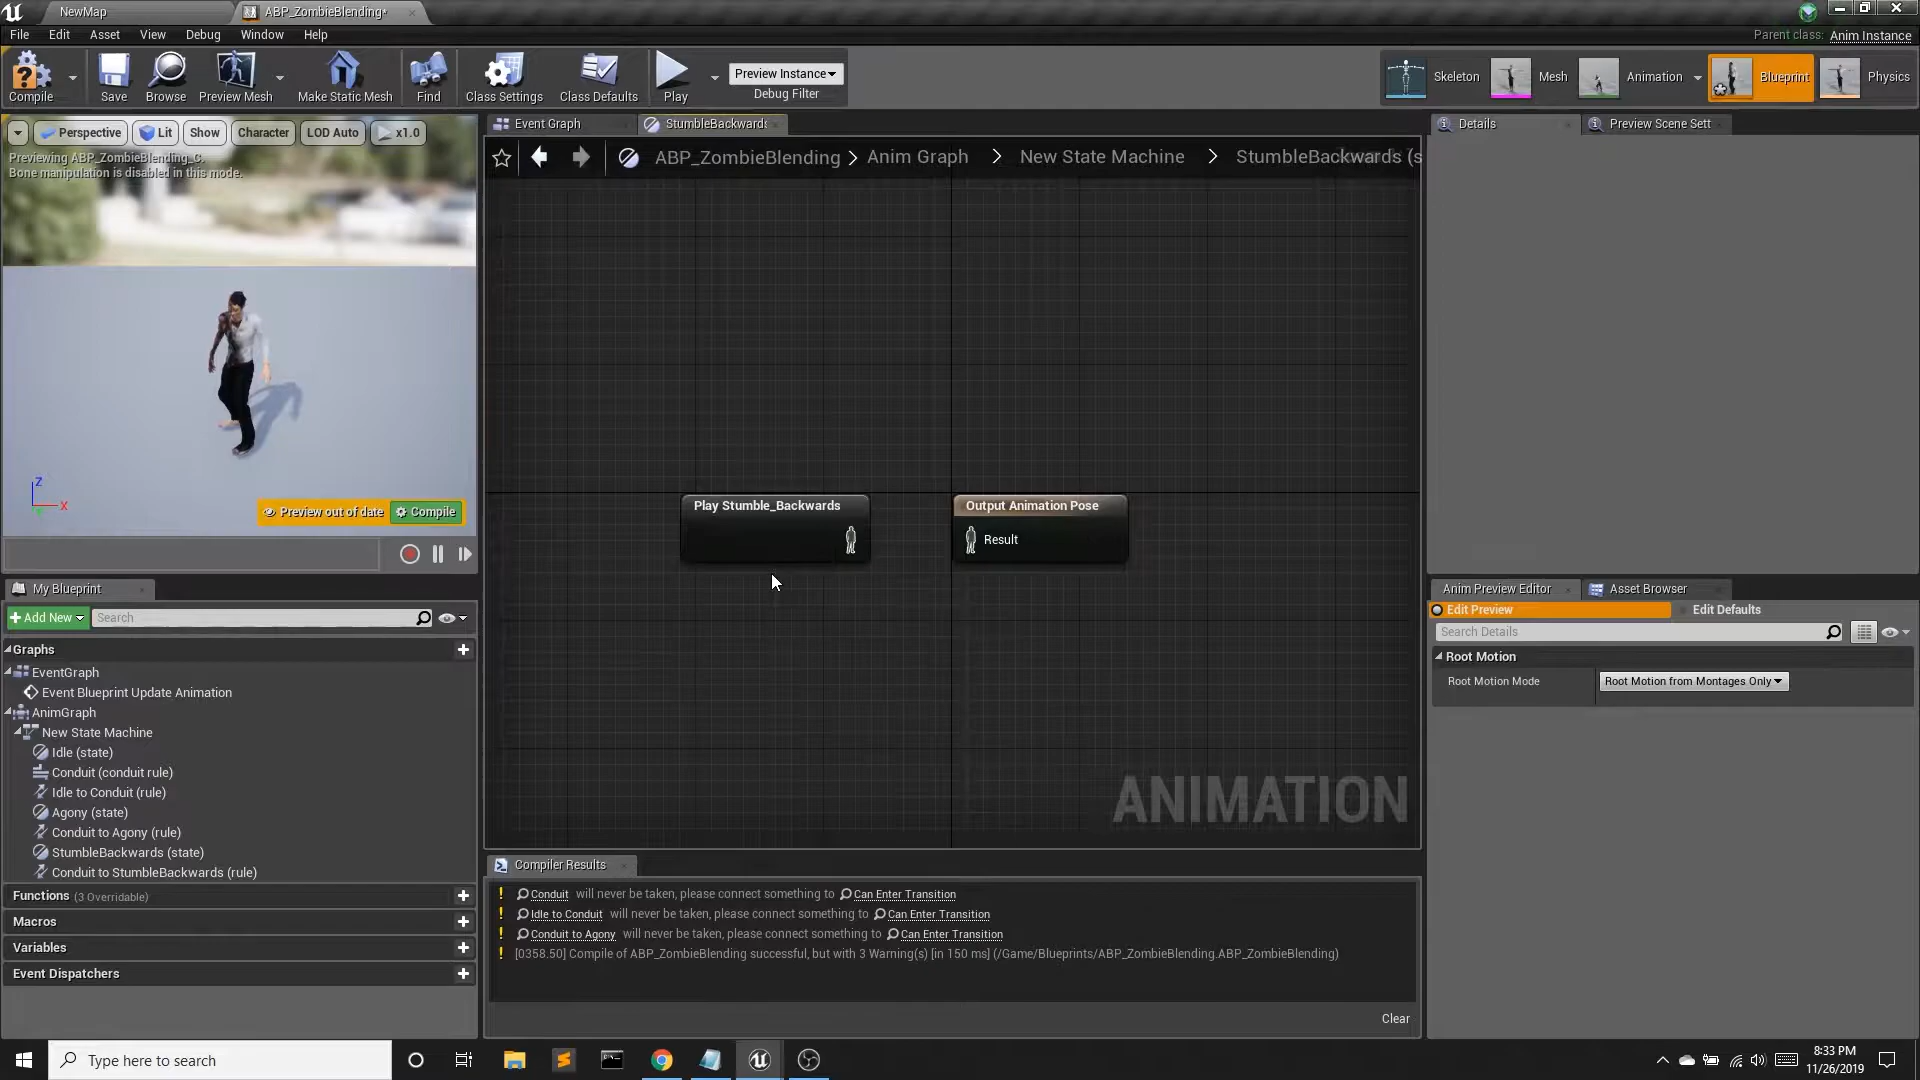 NewMap
ABP_ZombieBlending*
File Edit Asset View Debug Window Help
Parent class: Anim Instance
Compile
Save
Browse
Preview Mesh
Make Static Mesh
Find
Class Settings
Class Defaults
Play
Preview Instance
Debug Filter
Skeleton
Mesh
Animation
Blueprint
Physics
Perspective Lit Show Character LOD Auto x1.0
Previewing ABP_ZombieBlending_C.
Bone manipulation is disabled in this mode.
Z
X
Preview out of date Compile
Event Graph
StumbleBackwards
ABP_ZombieBlending > Anim Graph > New State Machine > StumbleBackwards (s
Play Stumble_Backwards
Output Animation Pose
Result
ANIMATION
Details
Preview Scene Sett
My Blueprint
+ Add New
Search
Graphs
EventGraph
Event Blueprint Update Animation
AnimGraph
New State Machine
Idle (state)
Conduit (conduit rule)
Idle to Conduit (rule)
Agony (state)
Conduit to Agony (rule)
StumbleBackwards (state)
Conduit to StumbleBackwards (rule)
Functions (3 Overridable)
Macros
Variables
Event Dispatchers
Compiler Results
Conduit will never be taken, please connect something to Can Enter Transition
Idle to Conduit will never be taken, please connect something to Can Enter Transition
Conduit to Agony will never be taken, please connect something to Can Enter Transition
[0358.50] Compile of ABP_ZombieBlending successful, but with 3 Warning(s) [in 150 ms] (/Game/Blueprints/ABP_ZombieBlending.ABP_ZombieBlending)
Clear
Anim Preview Editor
Asset Browser
Edit Preview
Edit Defaults
Search Details
Root Motion
Root Motion Mode
Root Motion from Montages Only
Type here to search
8:33 PM
11/26/2019